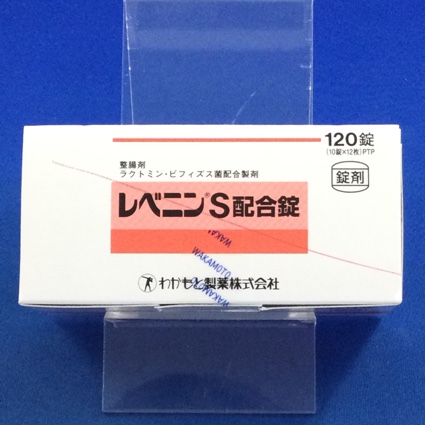 120錠
(10錠×12枚)PTP
整腸剤
ラクトミン・ビフィズス菌配合製剤
錠剤
レベニン®S配合錠
WAKAMOTO
WAKAMOTO
わかもと製薬株式会社